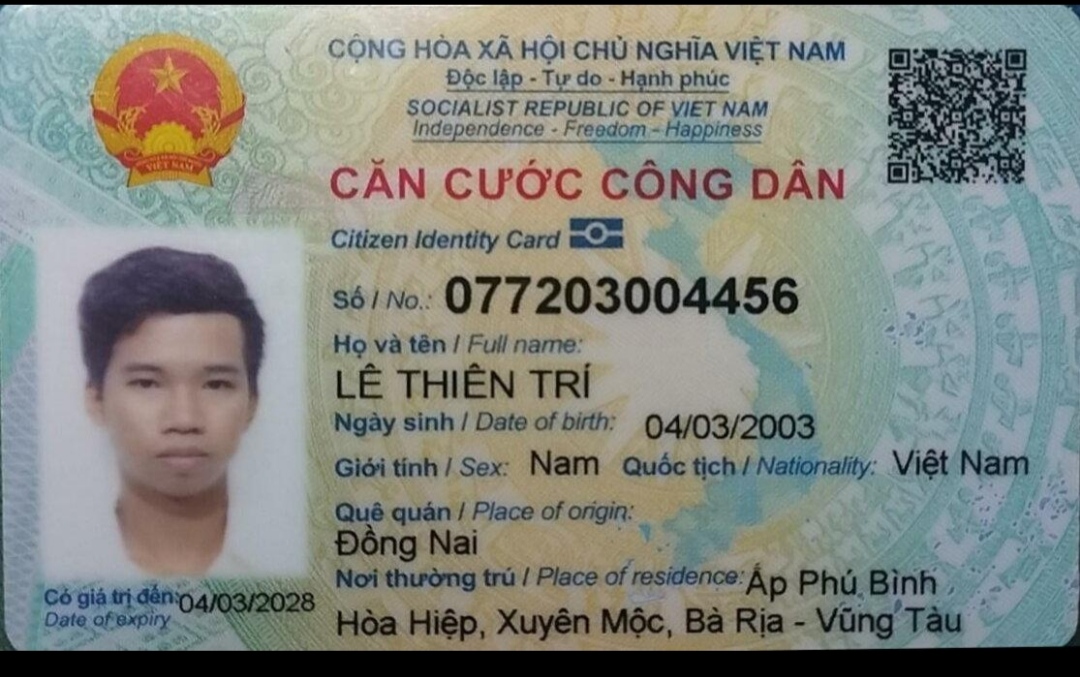 CỘNG HÒA XÃ HỘI CHỦ NGHĨA VIỆT NAM
Độc lập - Tự do - Hạnh phúc
SOCIALIST REPUBLIC OF VIET NAM
Independence - Freedom - Happiness
CĂN CƯỚC CÔNG DÂN
Citizen Identity Card
Số / No.: 077203004456
Họ và tên / Full name:
LÊ THIÊN TRÍ
Ngày sinh / Date of birth: 04/03/2003
Giới tính / Sex: Nam Quốc tịch / Nationality: Việt Nam
Quê quán / Place of origin:
Đồng Nai
Nơi thường trú / Place of residence: Ấp Phú Bình
Hòa Hiệp, Xuyên Mộc, Bà Rịa - Vũng Tàu
Có giá trị đến: 04/03/2028
Date of expiry
VIỆT NAM